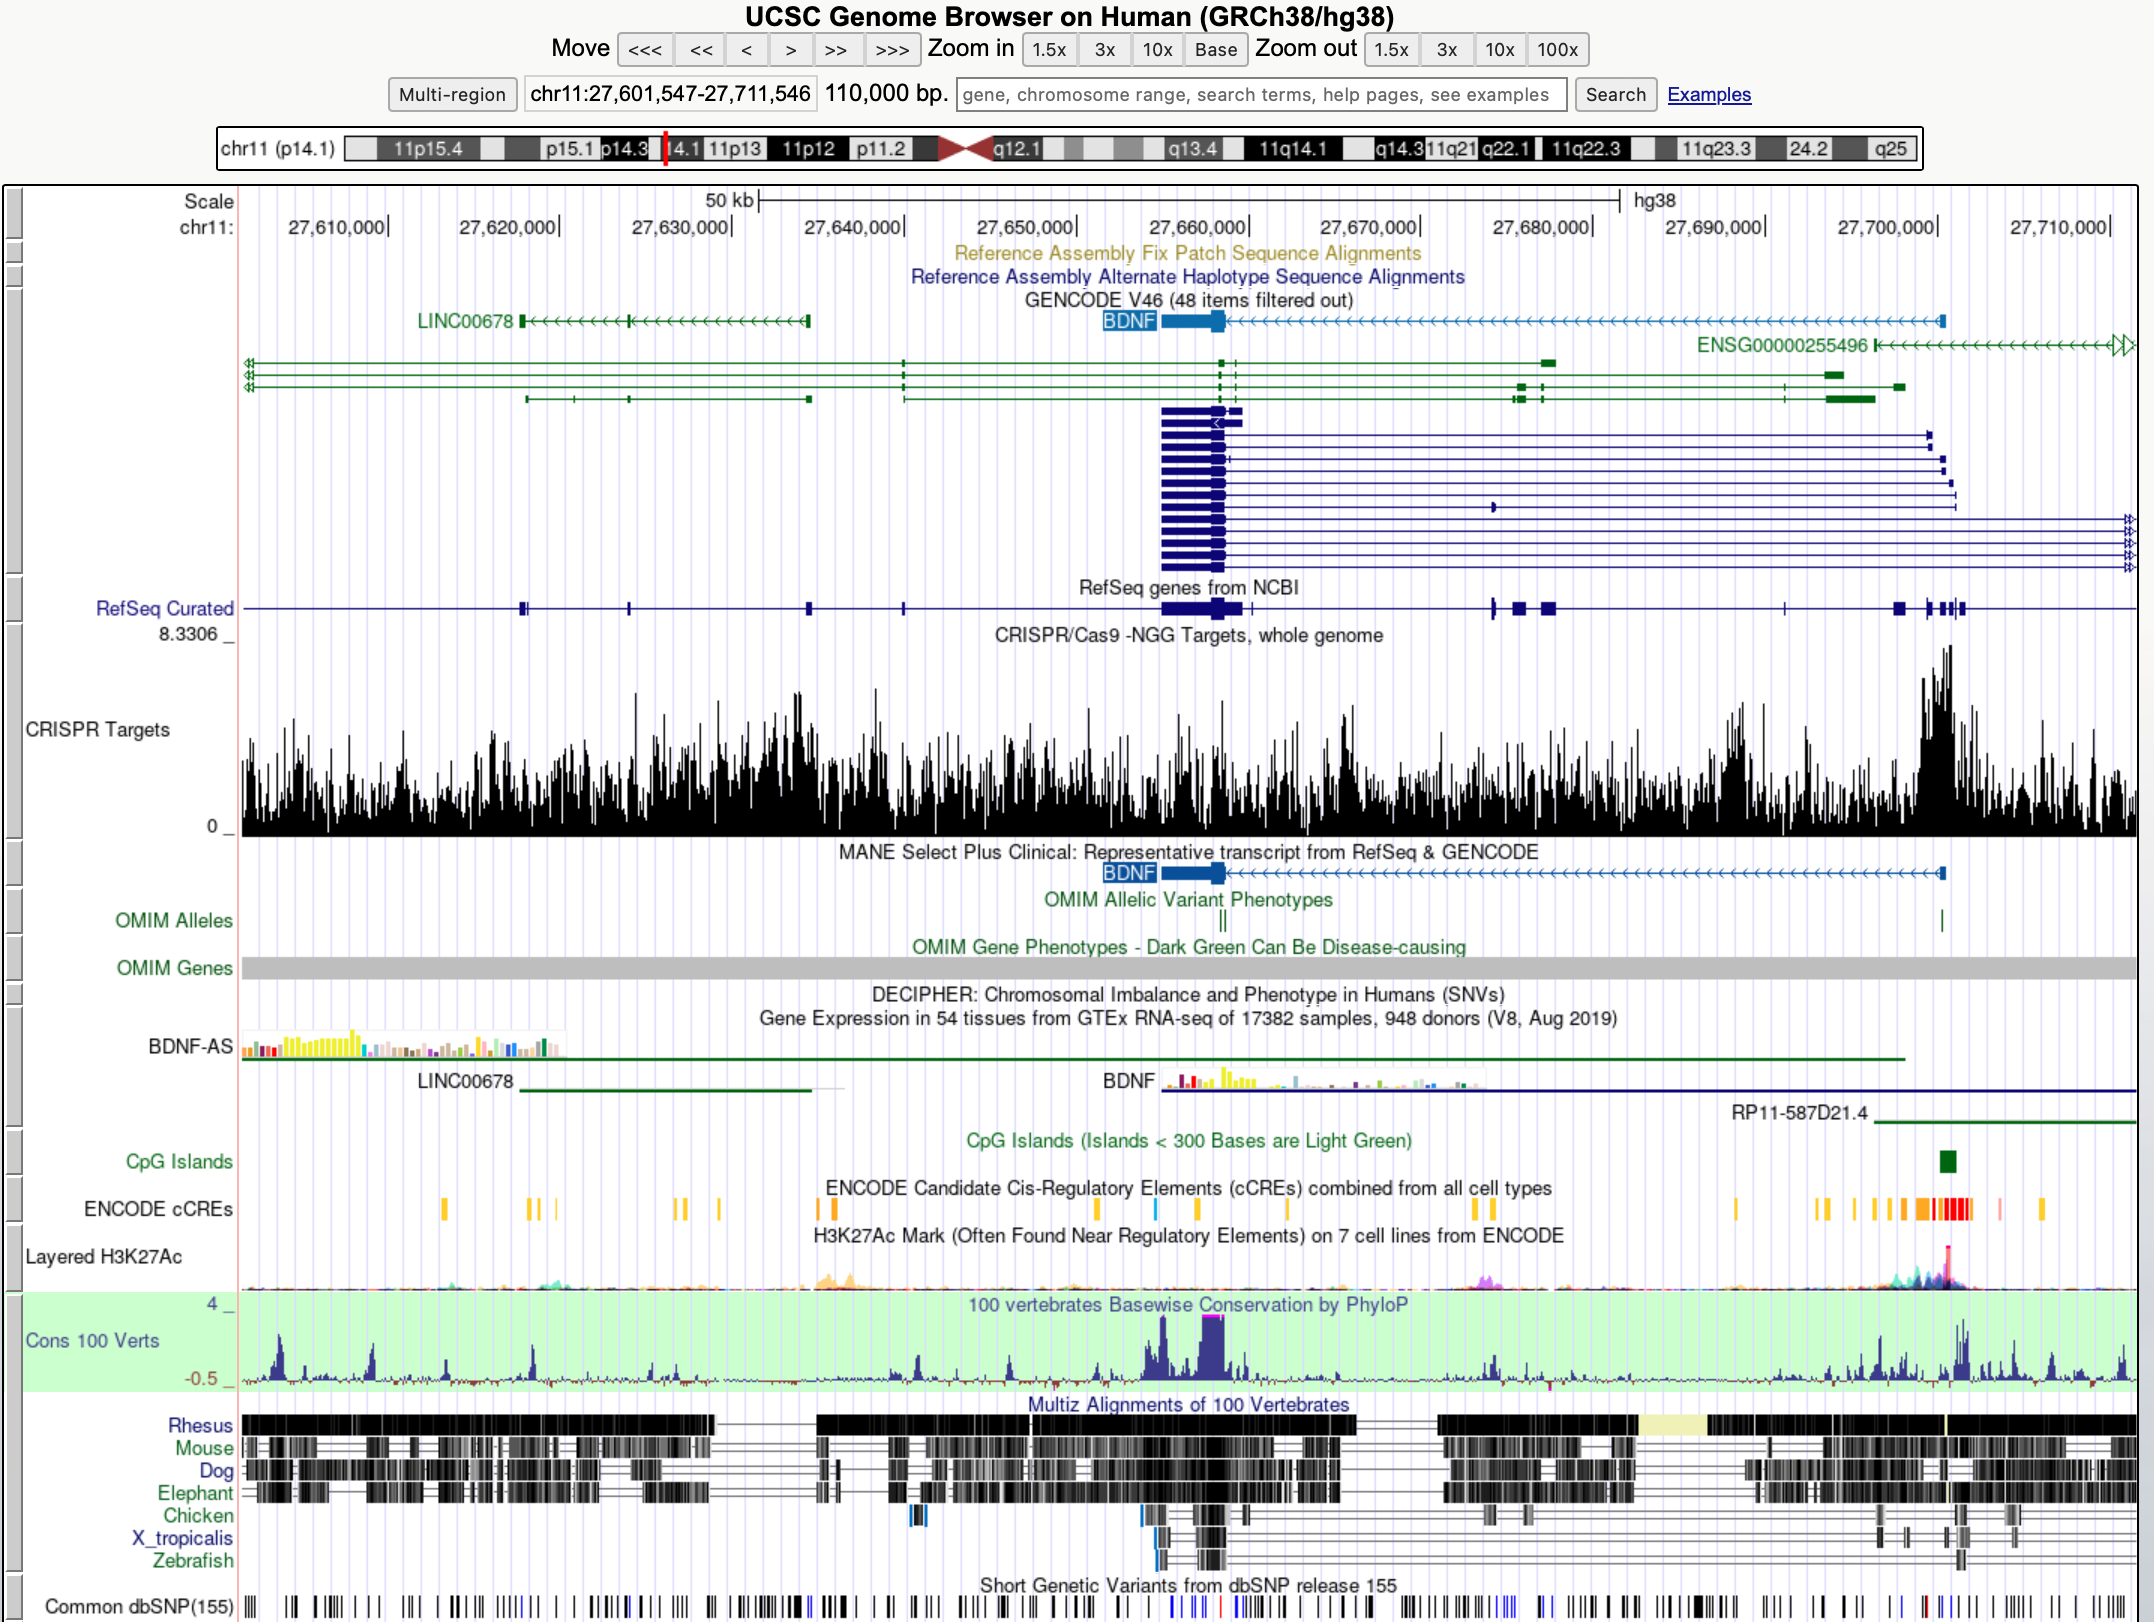 UCSC Genome Browser on Human (GRCh38/hg38)
Move <<< << < > >> >>> Zoom in 1.5x 3x 10x Base Zoom out 1.5x 3x 10x 100x
Multi-region chr11:27,601,547-27,711,546 110,000 bp. gene, chromosome range, search terms, help pages, see examples Search Examples
chr11 (p14.1) 11p15.4 p15.1 p14.3 14.1 11p13 11p12 p11.2 q12.1 q13.4 11q14.1 q14.3 11q21 q22.1 11q22.3 11q23.3 24.2 q25
Scale 50 kb hg38
chr11: 27,610,000 27,620,000 27,630,000 27,640,000 27,650,000 27,660,000 27,670,000 27,680,000 27,690,000 27,700,000 27,710,000
Reference Assembly Fix Patch Sequence Alignments
Reference Assembly Alternate Haplotype Sequence Alignments
GENCODE V46 (48 items filtered out)
LINC00678 BDNF
ENSG00000255496
RefSeq genes from NCBI
RefSeq Curated
8.3306 _ CRISPR/Cas9 -NGG Targets, whole genome
CRISPR Targets
0 _
MANE Select Plus Clinical: Representative transcript from RefSeq & GENCODE
BDNF
OMIM Allelic Variant Phenotypes
OMIM Alleles
OMIM Gene Phenotypes - Dark Green Can Be Disease-causing
OMIM Genes
DECIPHER: Chromosomal Imbalance and Phenotype in Humans (SNVs)
Gene Expression in 54 tissues from GTEx RNA-seq of 17382 samples, 948 donors (V8, Aug 2019)
BDNF-AS
LINC00678 BDNF
RP11-587D21.4
CpG Islands (Islands < 300 Bases are Light Green)
CpG Islands
ENCODE Candidate Cis-Regulatory Elements (cCREs) combined from all cell types
ENCODE cCREs
H3K27Ac Mark (Often Found Near Regulatory Elements) on 7 cell lines from ENCODE
Layered H3K27Ac
4 _ 100 vertebrates Basewise Conservation by PhyloP
Cons 100 Verts
-0.5 _
Multiz Alignments of 100 Vertebrates
Rhesus
Mouse
Dog
Elephant
Chicken
X_tropicalis
Zebrafish
Short Genetic Variants from dbSNP release 155
Common dbSNP(155)